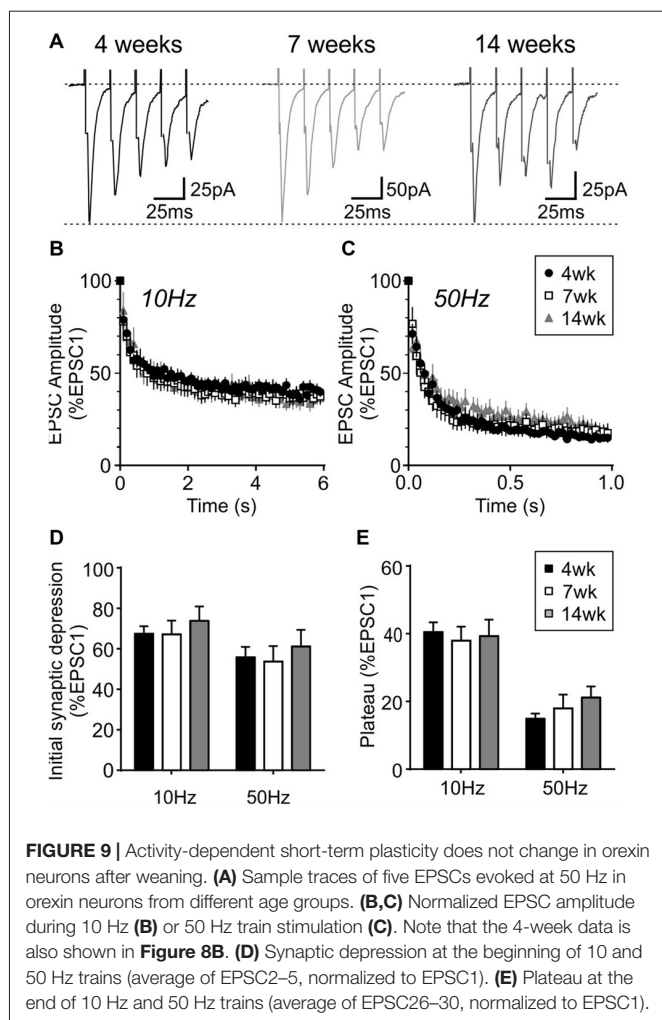 A
4 weeks 7 weeks 14 weeks
25pA 50pA 25pA
25ms 25ms 25ms
B C
100 100
10Hz 50Hz
4wk
7wk
14wk
50 50
0 0
EPSC Amplitude
(%EPSC1)
EPSC Amplitude
(%EPSC1)
0 2 4 6 0.0 0.5 1.0
Time (s) Time (s)
D E
100 60
80
60 40
40
20 20
0 0
Initial synaptic depression
(%EPSC1)
Plateau (%EPSC1)
4wk
7wk
14wk
10Hz 50Hz 10Hz 50Hz
FIGURE 9 | Activity-dependent short-term plasticity does not change in orexin
neurons after weaning. (A) Sample traces of five EPSCs evoked at 50 Hz in
orexin neurons from different age groups. (B,C) Normalized EPSC amplitude
during 10 Hz (B) or 50 Hz train stimulation (C). Note that the 4-week data is
also shown in Figure 8B. (D) Synaptic depression at the beginning of 10 and
50 Hz trains (average of EPSC2–5, normalized to EPSC1). (E) Plateau at the
end of 10 Hz and 50 Hz trains (average of EPSC26–30, normalized to EPSC1).